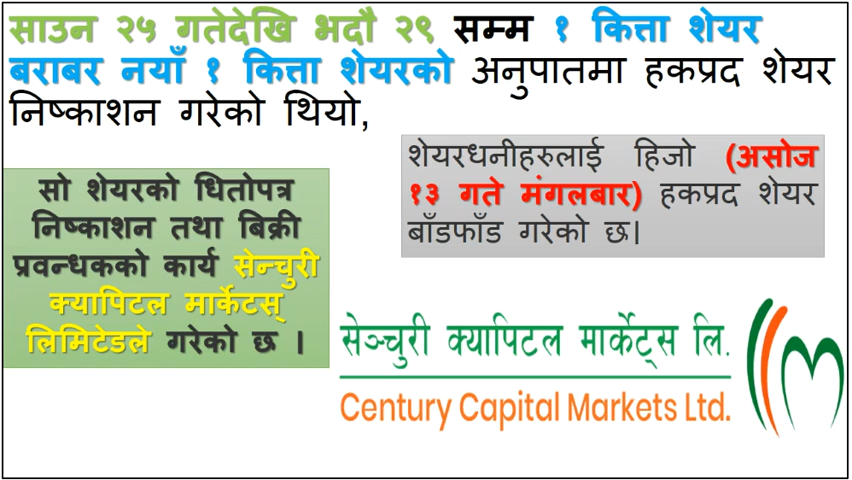 साउन २५ गतेदेखि भदौ २९ सम्म १ कित्ता शेयर
बराबर नयाँ १ कित्ता शेयरको अनुपातमा हकप्रद शेयर
निष्काशन गरेको थियो,
शेयरधनीहरुलाई हिजो (असोज
१३ गते मंगलबार) हकप्रद शेयर
बाँडफाँड गरेको छ।
सो शेयरको धितोपत्र
निष्काशन तथा बिक्री
प्रवन्धकको कार्य सेन्चुरी
क्यापिटल मार्केटस्
लिमिटेडले गरेको छ ।
सेञ्चुरी क्यापिटल मार्केट्स लि.
Century Capital Markets Ltd.